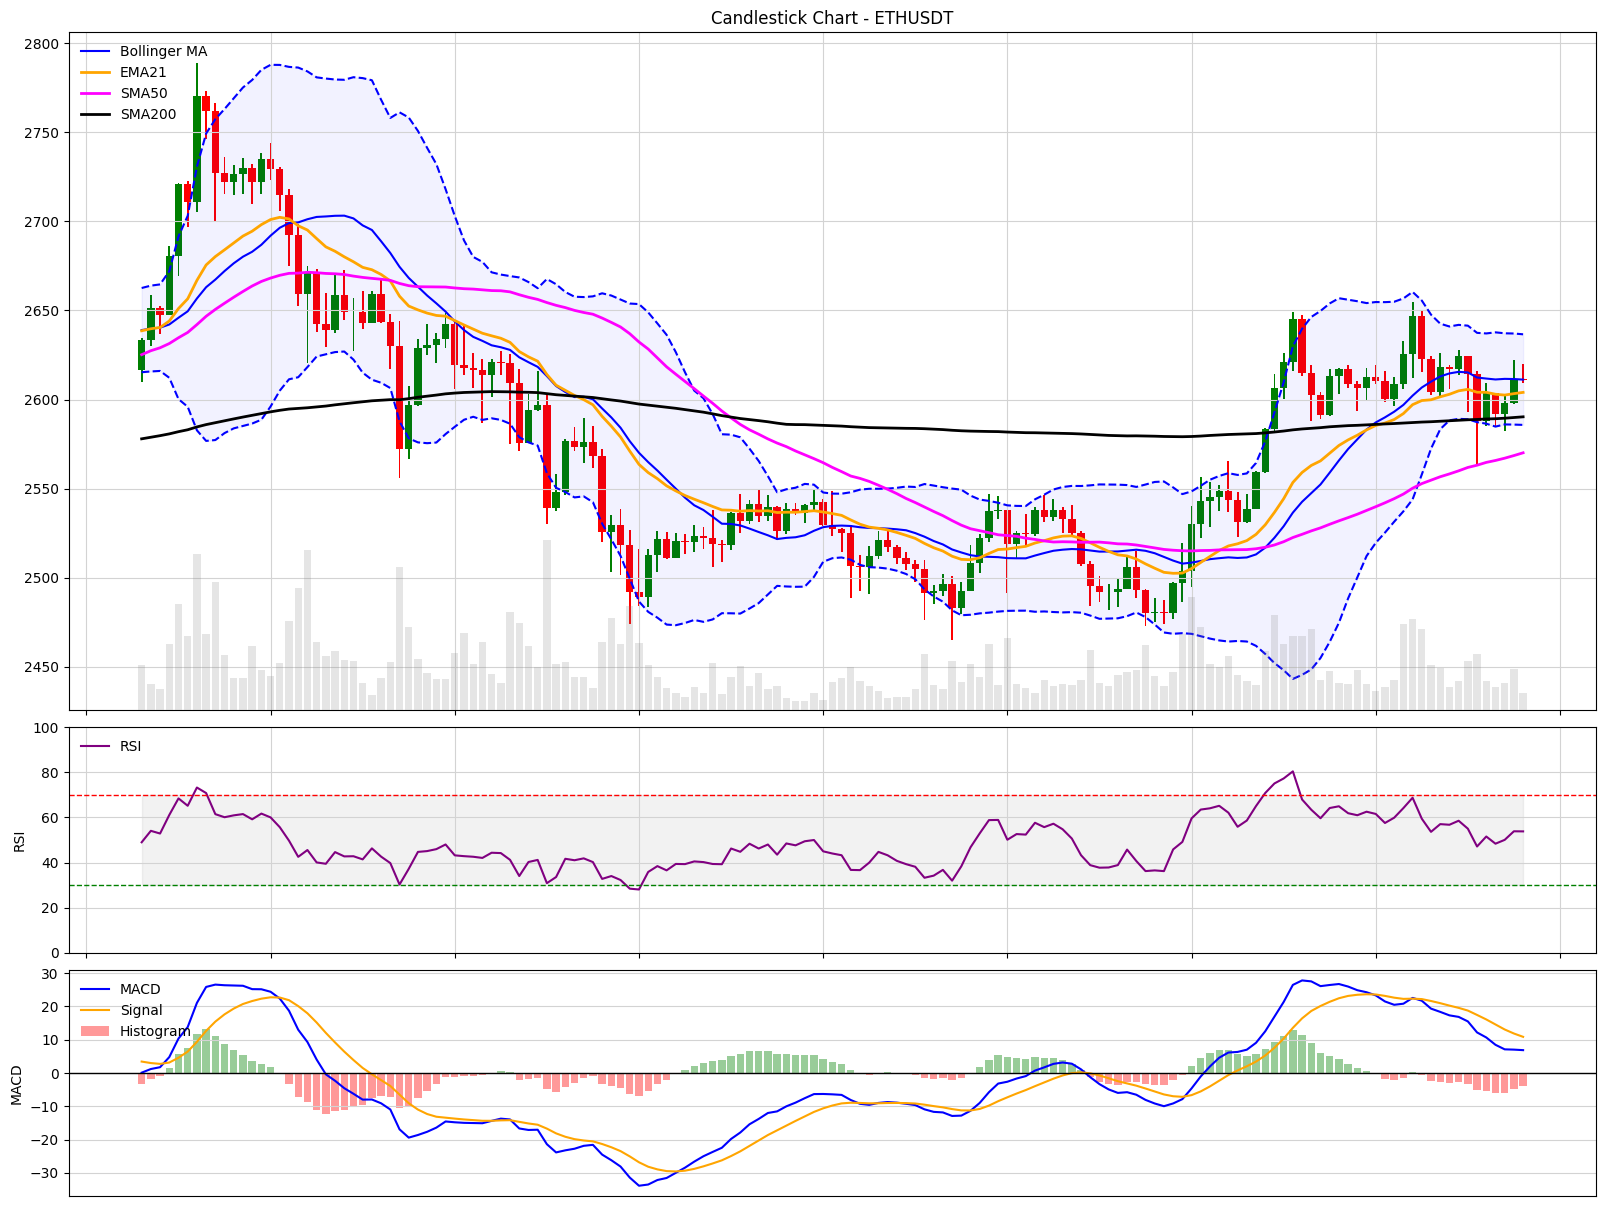 Candlestick Chart - ETHUSDT
2800
2750
2700
2650
2600
2550
2500
2450
Bollinger MA
EMA21
SMA50
SMA200
100
80
60
40
20
0
RSI
RSI
30
20
10
0
−10
−20
−30
MACD
MACD
Signal
Histogram